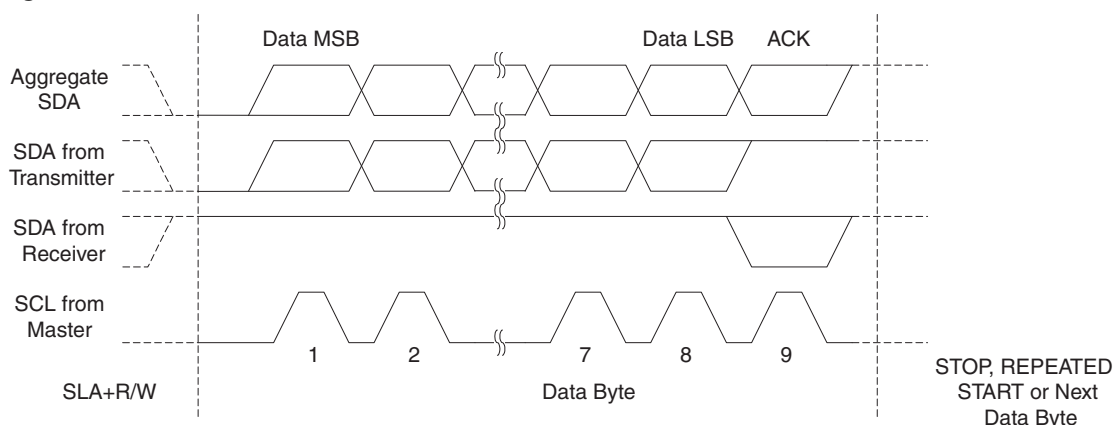 Data MSB
Data LSB
ACK
Aggregate
SDA
SDA from
Transmitter
SDA from
Receiver
SCL from
Master
1
2
7
8
9
SLA+R/W
Data Byte
STOP, REPEATED
START or Next
Data Byte